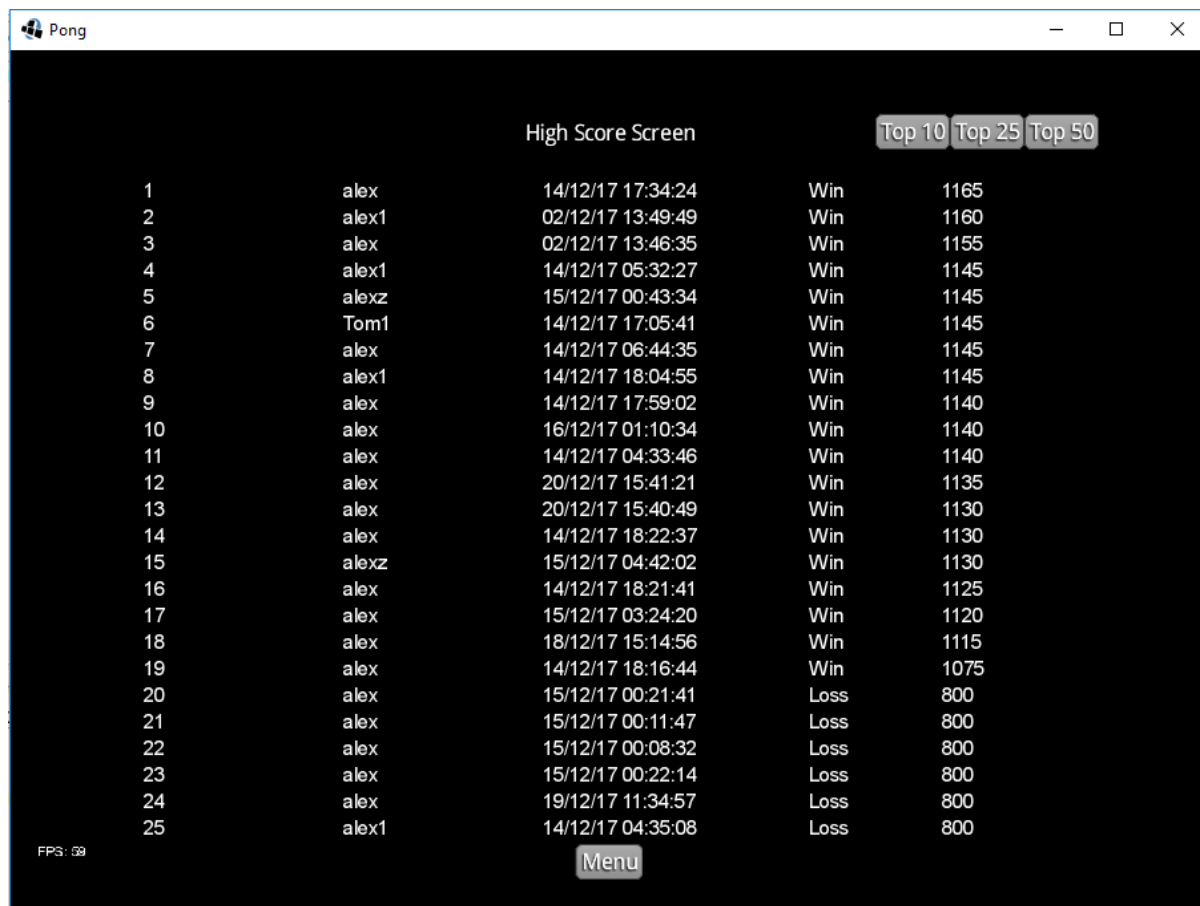 Pong
High Score Screen Top 10 Top 25 Top 50
1 alex 14/12/17 17:34:24 Win 1165
2 alex1 02/12/17 13:49:49 Win 1160
3 alex 02/12/17 13:46:35 Win 1155
4 alex1 14/12/17 05:32:27 Win 1145
5 alexz 15/12/17 00:43:34 Win 1145
6 Tom1 14/12/17 17:05:41 Win 1145
7 alex 14/12/17 06:44:35 Win 1145
8 alex1 14/12/17 18:04:55 Win 1145
9 alex 14/12/17 17:59:02 Win 1140
10 alex 16/12/17 01:10:34 Win 1140
11 alex 14/12/17 04:33:46 Win 1140
12 alex 20/12/17 15:41:21 Win 1135
13 alex 20/12/17 15:40:49 Win 1130
14 alex 14/12/17 18:22:37 Win 1130
15 alexz 15/12/17 04:42:02 Win 1130
16 alex 14/12/17 18:21:41 Win 1125
17 alex 15/12/17 03:24:20 Win 1120
18 alex 18/12/17 15:14:56 Win 1115
19 alex 14/12/17 18:16:44 Win 1075
20 alex 15/12/17 00:21:41 Loss 800
21 alex 15/12/17 00:11:47 Loss 800
22 alex 15/12/17 00:08:32 Loss 800
23 alex 15/12/17 00:22:14 Loss 800
24 alex 19/12/17 11:34:57 Loss 800
25 alex1 14/12/17 04:35:08 Loss 800
FPS: 59
Menu